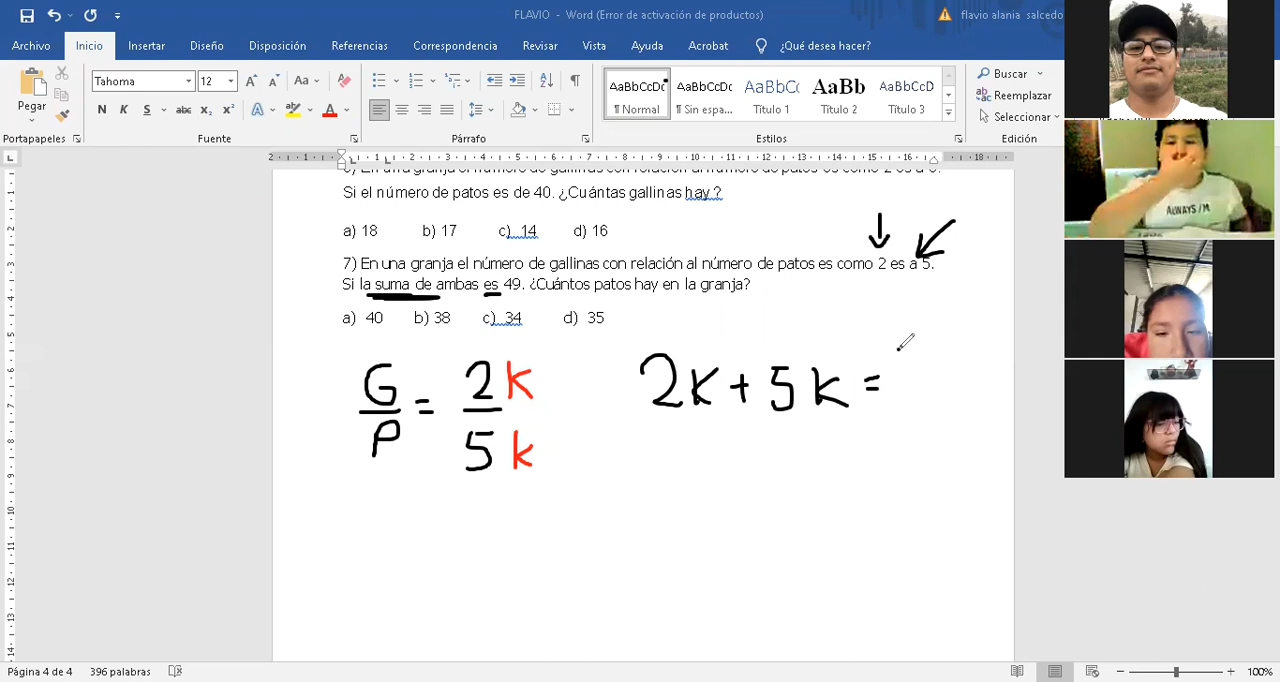 FLAVIO - Word (Error de activación de productos)
flavio alania salcedo
Archivo Inicio Insertar Diseño Disposición Referencias Correspondencia Revisar Vista Ayuda Acrobat ¿Qué desea hacer?
Pegar
Tahoma 12
N K S abc x₂ x²
AaBbCcDc AaBbCcDc AaBbC( AaBb AaBbCcD
¶ Normal ¶ Sin espa... Título 1 Título 2 Título 3
Buscar
Reemplazar
Seleccionar
Portapapeles Fuente Párrafo Estilos Edición
Si el número de patos es de 40. ¿Cuántas gallinas hay ?
a) 18 b) 17 c) 14 d) 16
7) En una granja el número de gallinas con relación al número de patos es como 2 es a 5.
Si la suma de ambas es 49. ¿Cuántos patos hay en la granja?
a) 40 b) 38 c) 34 d) 35
G/P = 2k/5k
2k + 5k =
ALWAYS /M
Página 4 de 4 396 palabras 100%